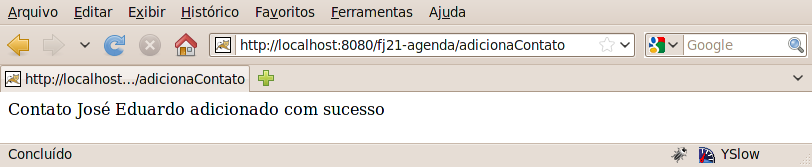 Arquivo Editar Exibir Histórico Favoritos Ferramentas Ajuda
http://localhost:8080/fj21-agenda/adicionaContato Google
http://localhost.../adicionaContato
Contato José Eduardo adicionado com sucesso
Concluído YSlow